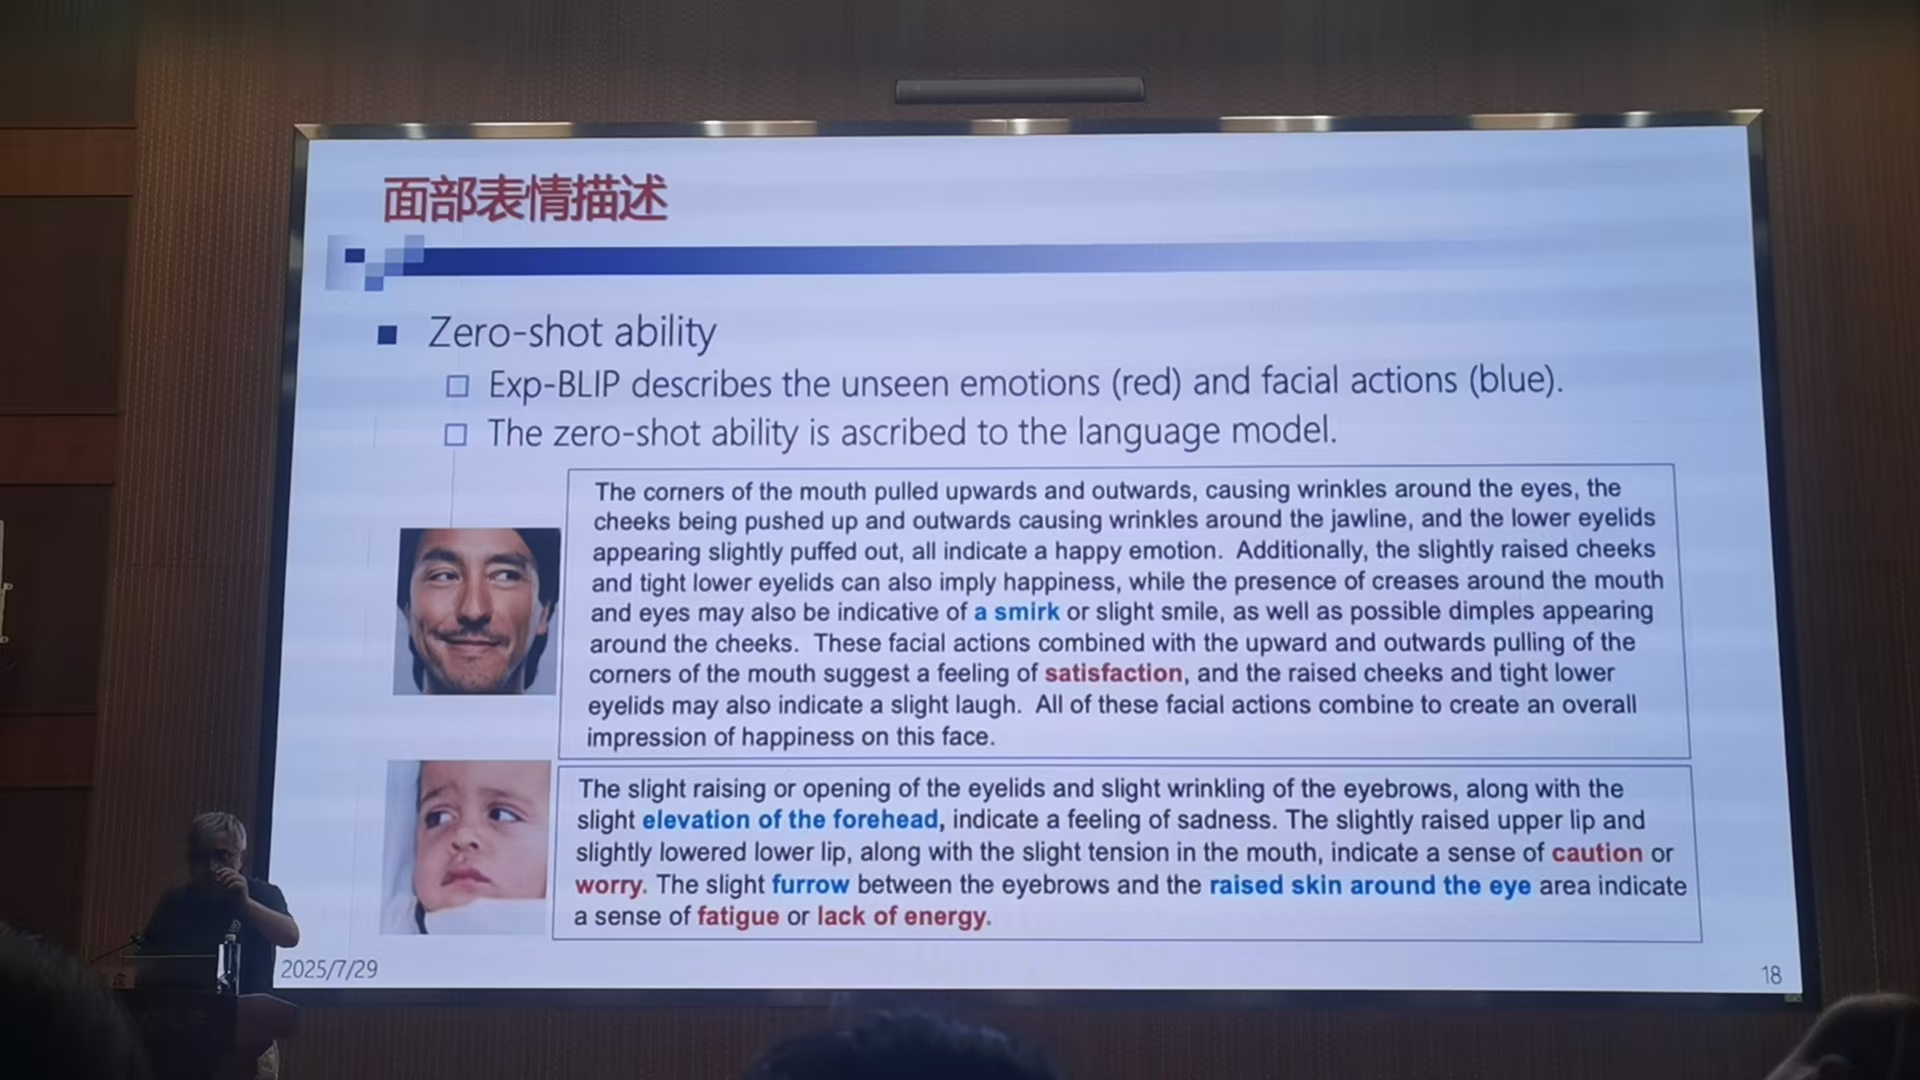 面部表情描述
Zero-shot ability
Exp-BLIP describes the unseen emotions (red) and facial actions (blue).
The zero-shot ability is ascribed to the language model.
The corners of the mouth pulled upwards and outwards, causing wrinkles around the eyes, the
cheeks being pushed up and outwards causing wrinkles around the jawline, and the lower eyelids
appearing slightly puffed out, all indicate a happy emotion. Additionally, the slightly raised cheeks
and tight lower eyelids can also imply happiness, while the presence of creases around the mouth
and eyes may also be indicative of a smirk or slight smile, as well as possible dimples appearing
around the cheeks. These facial actions combined with the upward and outwards pulling of the
corners of the mouth suggest a feeling of satisfaction, and the raised cheeks and tight lower
eyelids may also indicate a slight laugh. All of these facial actions combine to create an overall
impression of happiness on this face.
The slight raising or opening of the eyelids and slight wrinkling of the eyebrows, along with the
slight elevation of the forehead, indicate a feeling of sadness. The slightly raised upper lip and
slightly lowered lower lip, along with the slight tension in the mouth, indicate a sense of caution or
worry. The slight furrow between the eyebrows and the raised skin around the eye area indicate
a sense of fatigue or lack of energy.
2025/7/29
18